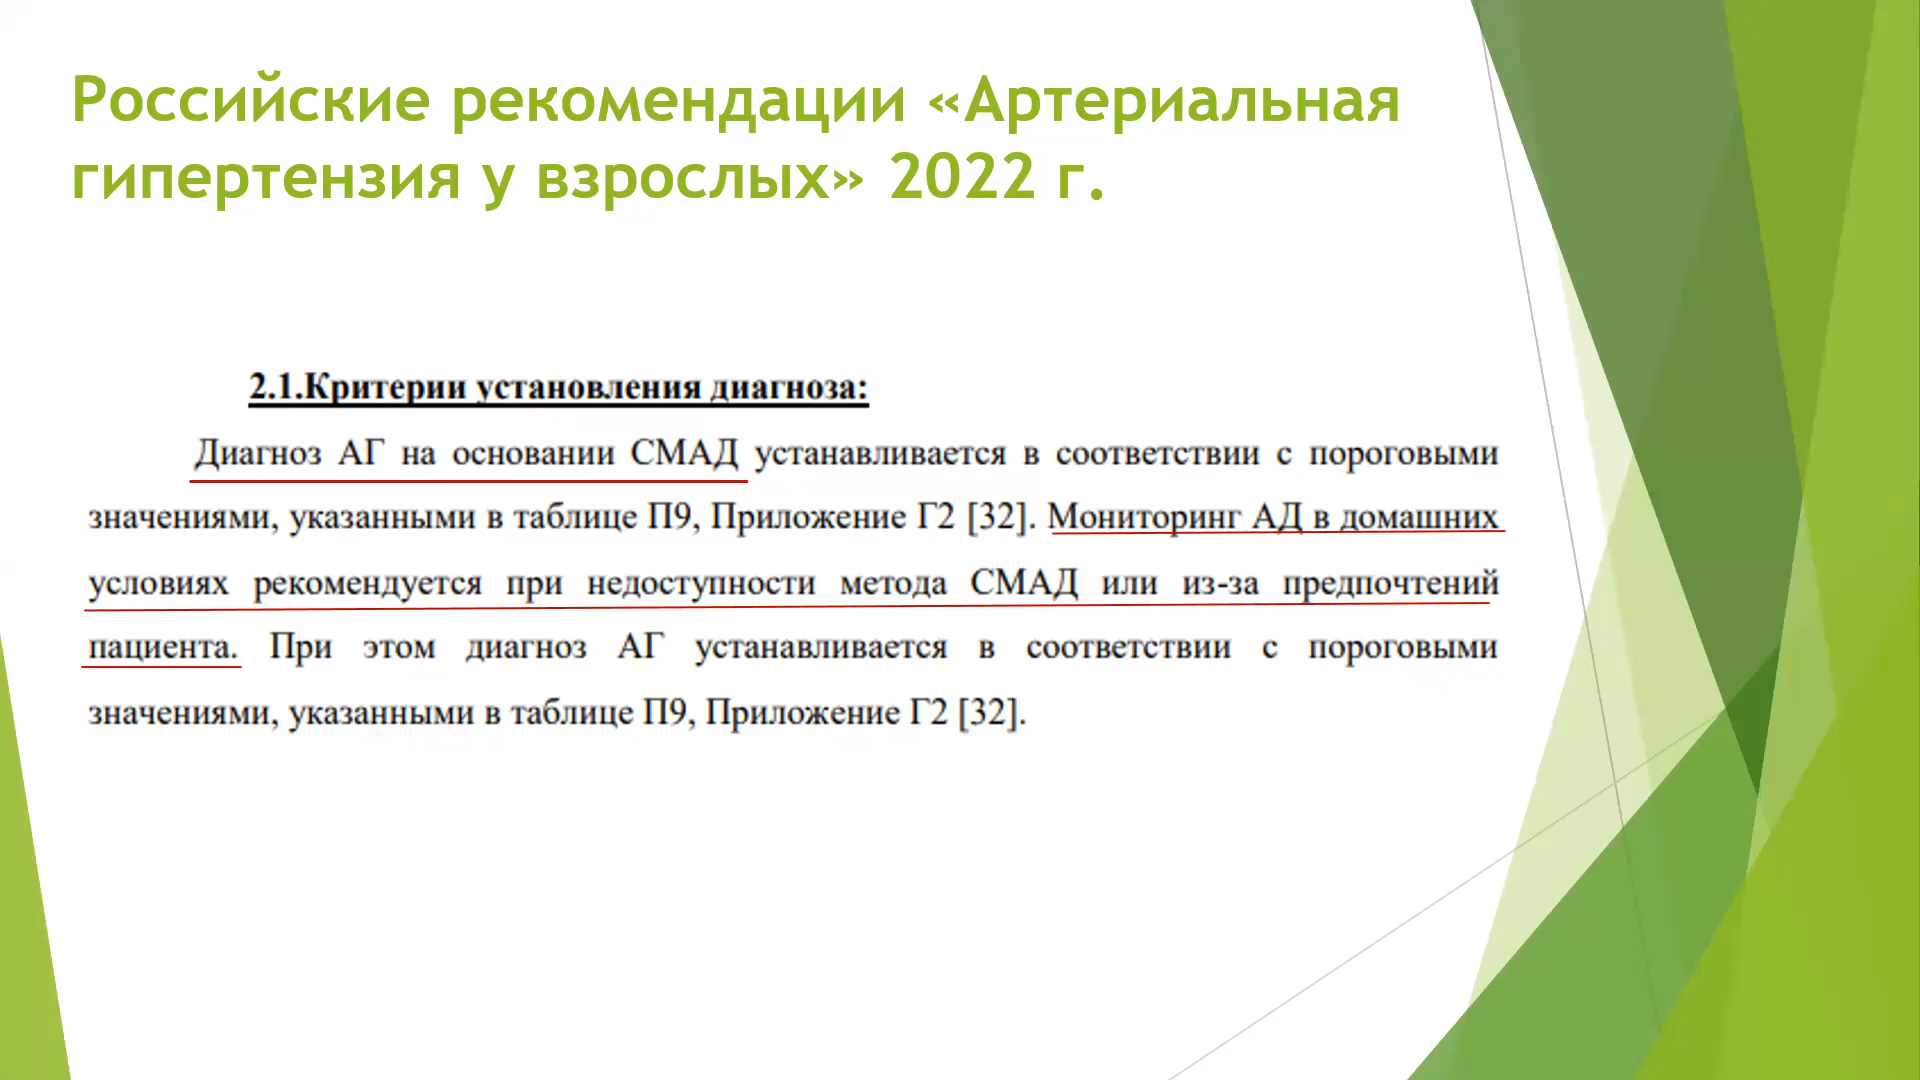 Российские рекомендации «Артериальная
гипертензия у взрослых» 2022 г.
2.1.Критерии установления диагноза:
Диагноз АГ на основании СМАД устанавливается в соответствии с пороговыми
значениями, указанными в таблице П9, Приложение Г2 [32]. Мониторинг АД в домашних
условиях рекомендуется при недоступности метода СМАД или из-за предпочтений
пациента. При этом диагноз АГ устанавливается в соответствии с пороговыми
значениями, указанными в таблице П9, Приложение Г2 [32].